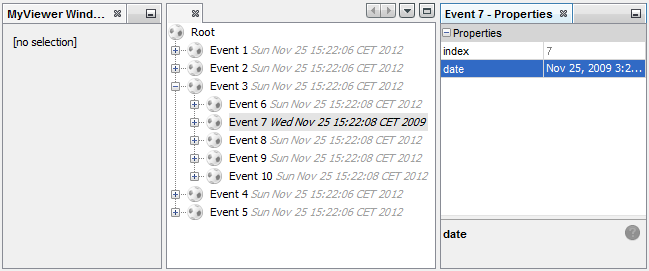 MyViewer Wind...
[no selection]
Root
Event 1 Sun Nov 25 15:22:06 CET 2012
Event 2 Sun Nov 25 15:22:06 CET 2012
Event 3 Sun Nov 25 15:22:06 CET 2012
Event 6 Sun Nov 25 15:22:08 CET 2012
Event 7 Wed Nov 25 15:22:08 CET 2009
Event 8 Sun Nov 25 15:22:08 CET 2012
Event 9 Sun Nov 25 15:22:08 CET 2012
Event 10 Sun Nov 25 15:22:08 CET 2012
Event 4 Sun Nov 25 15:22:06 CET 2012
Event 5 Sun Nov 25 15:22:06 CET 2012
Event 7 - Properties
Properties
index 7
date Nov 25, 2009 3:2...
date
?